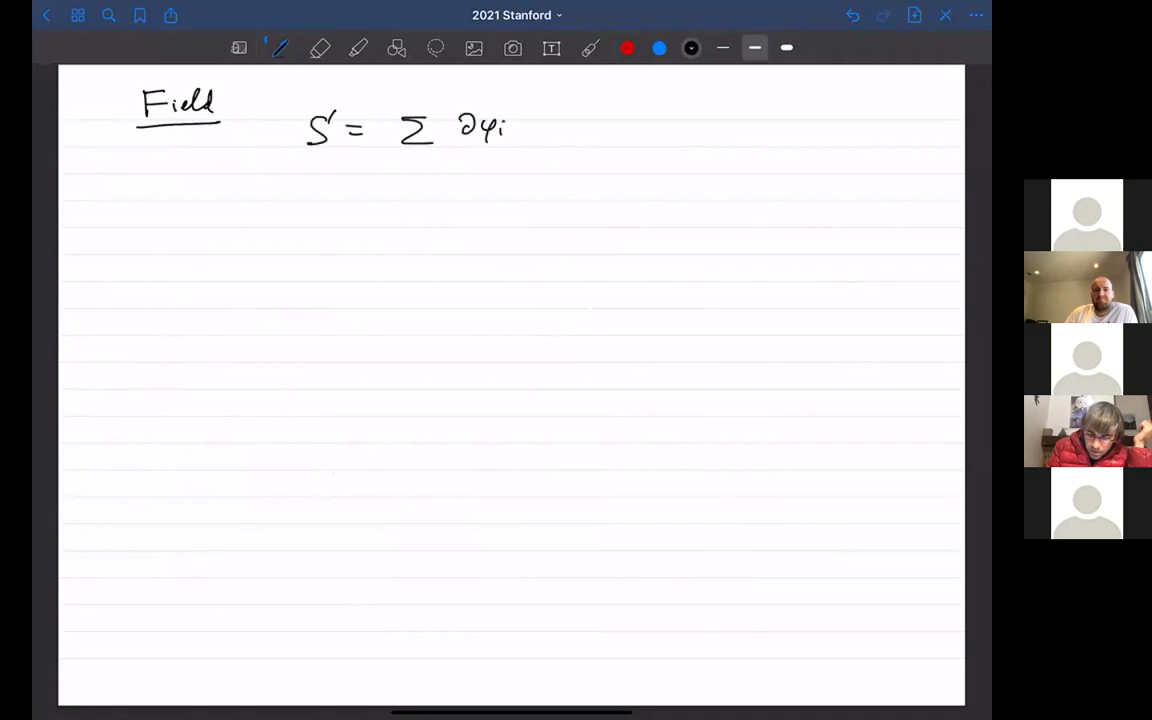 2021 Stanford
Field
S' = Σ ∂φi